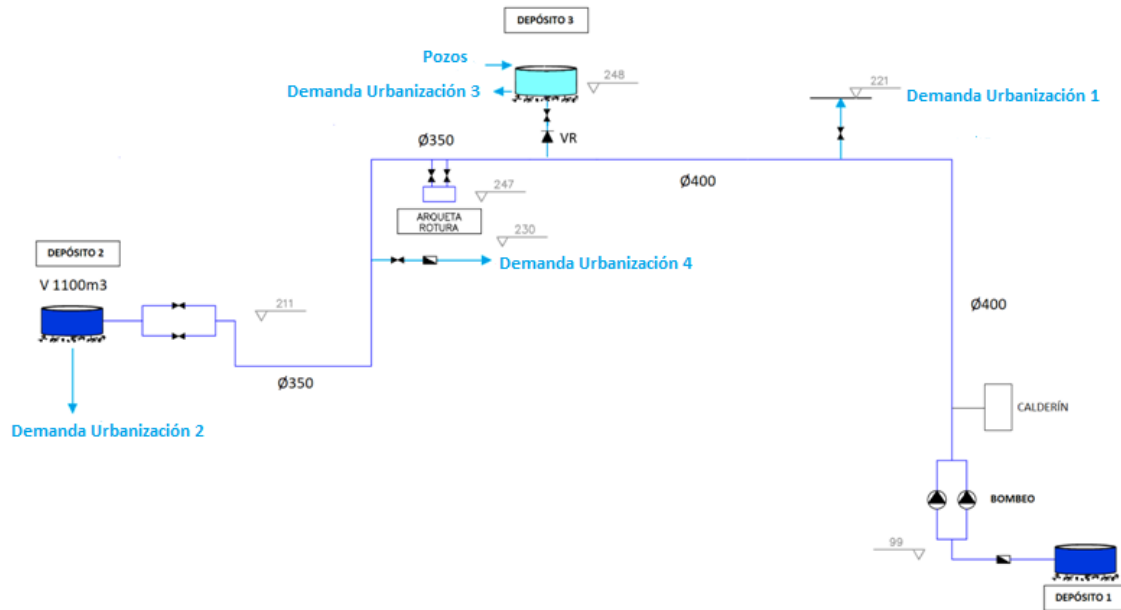 DEPÓSITO 3
Pozos
248
Demanda Urbanización 3
221
Demanda Urbanización 1
Ø350
VR
Ø400
247
ARQUETA
ROTURA
230
DEPÓSITO 2
Demanda Urbanización 4
V 1100m3
211
Ø400
Ø350
CALDERÍN
Demanda Urbanización 2
BOMBEO
99
DEPÓSITO 1